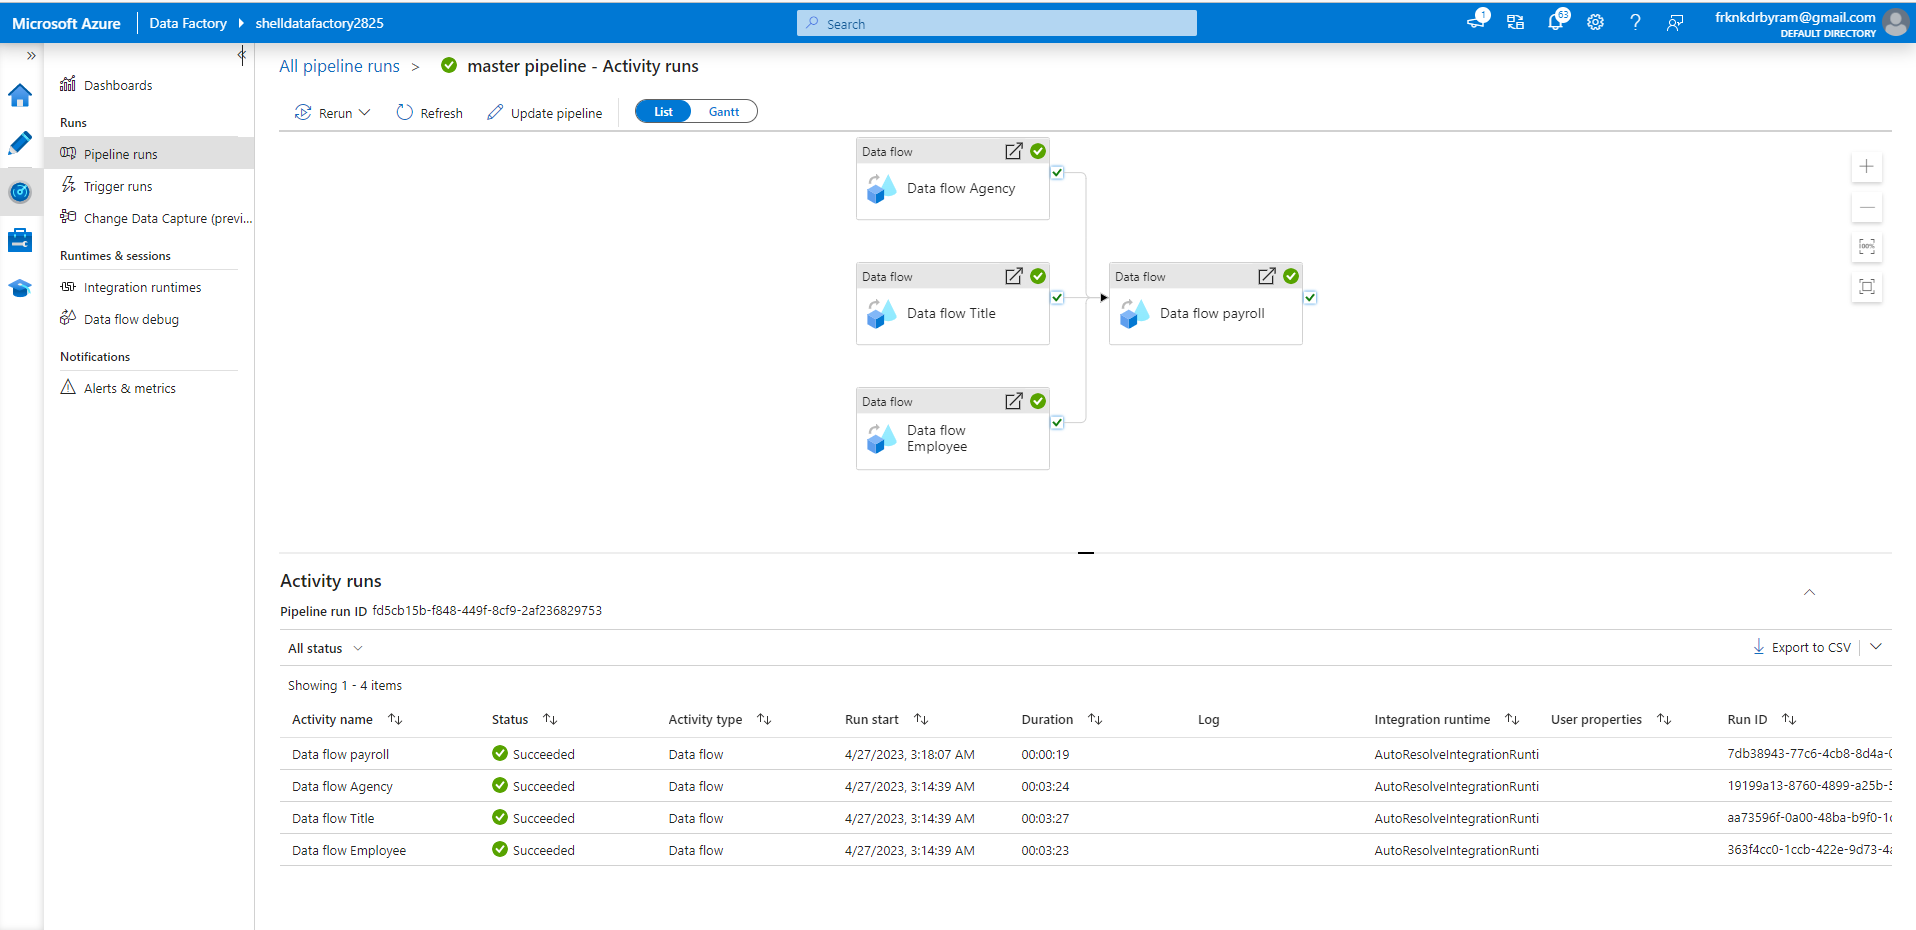 Microsoft Azure
Data Factory
shelldatafactory2825
Search
1
63
frknkdrbyram@gmail.com
DEFAULT DIRECTORY
Dashboards
Runs
Pipeline runs
Trigger runs
Change Data Capture (previ...
Runtimes & sessions
Integration runtimes
Data flow debug
Notifications
Alerts & metrics
All pipeline runs > master pipeline - Activity runs
Rerun
Refresh
Update pipeline
List
Gantt
Data flow
Data flow Agency
Data flow
Data flow Title
Data flow
Data flow payroll
Data flow
Data flow
Employee
100%
Activity runs
Pipeline run ID fd5cb15b-f848-449f-8cf9-2af236829753
All status
Export to CSV
Showing 1 - 4 items
Activity name Status Activity type Run start Duration Log Integration runtime User properties Run ID
Data flow payroll Succeeded Data flow 4/27/2023, 3:18:07 AM 00:00:19 AutoResolveIntegrationRunti 7db38943-77c6-4cb8-8d4a-
Data flow Agency Succeeded Data flow 4/27/2023, 3:14:39 AM 00:03:24 AutoResolveIntegrationRunti 19199a13-8760-4899-a25b-
Data flow Title Succeeded Data flow 4/27/2023, 3:14:39 AM 00:03:27 AutoResolveIntegrationRunti aa73596f-0a00-48ba-b9f0-1
Data flow Employee Succeeded Data flow 4/27/2023, 3:14:39 AM 00:03:23 AutoResolveIntegrationRunti 363f4cc0-1ccb-422e-9d73-4